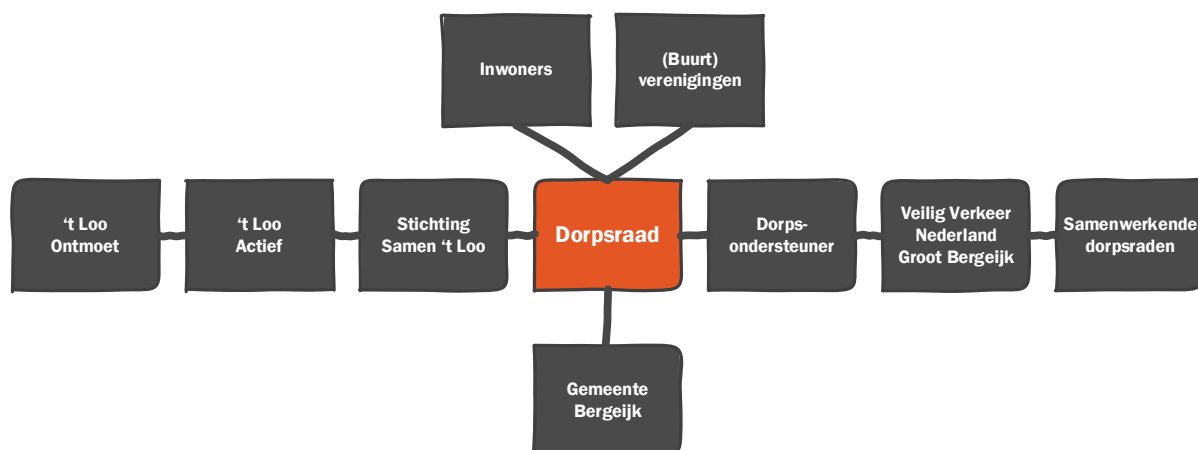 Inwoners
(Buurt)
verenigingen
‘t Loo
Ontmoet
‘t Loo
Actief
Stichting
Samen ‘t Loo
Dorpsraad
Dorps-
ondersteuner
Veilig Verkeer
Nederland
Groot Bergeijk
Samenwerkende
dorpsraden
Gemeente
Bergeijk